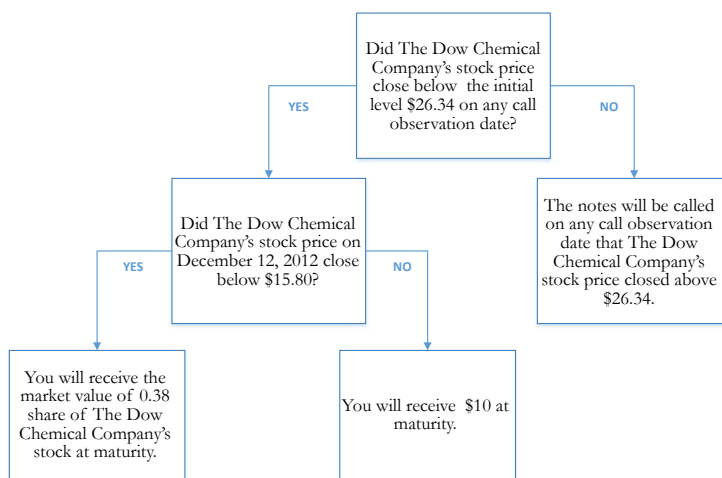 Did The Dow Chemical
Company's stock price
close below the initial
level $26.34 on any call
observation date?
YES
NO
Did The Dow Chemical
Company's stock price on
December 12, 2012 close
below $15.80?
The notes will be called
on any call observation
date that The Dow
Chemical Company's
stock price closed above
$26.34.
YES
NO
You will receive the
market value of 0.38
share of The Dow
Chemical Company's
stock at maturity.
You will receive $10 at
maturity.